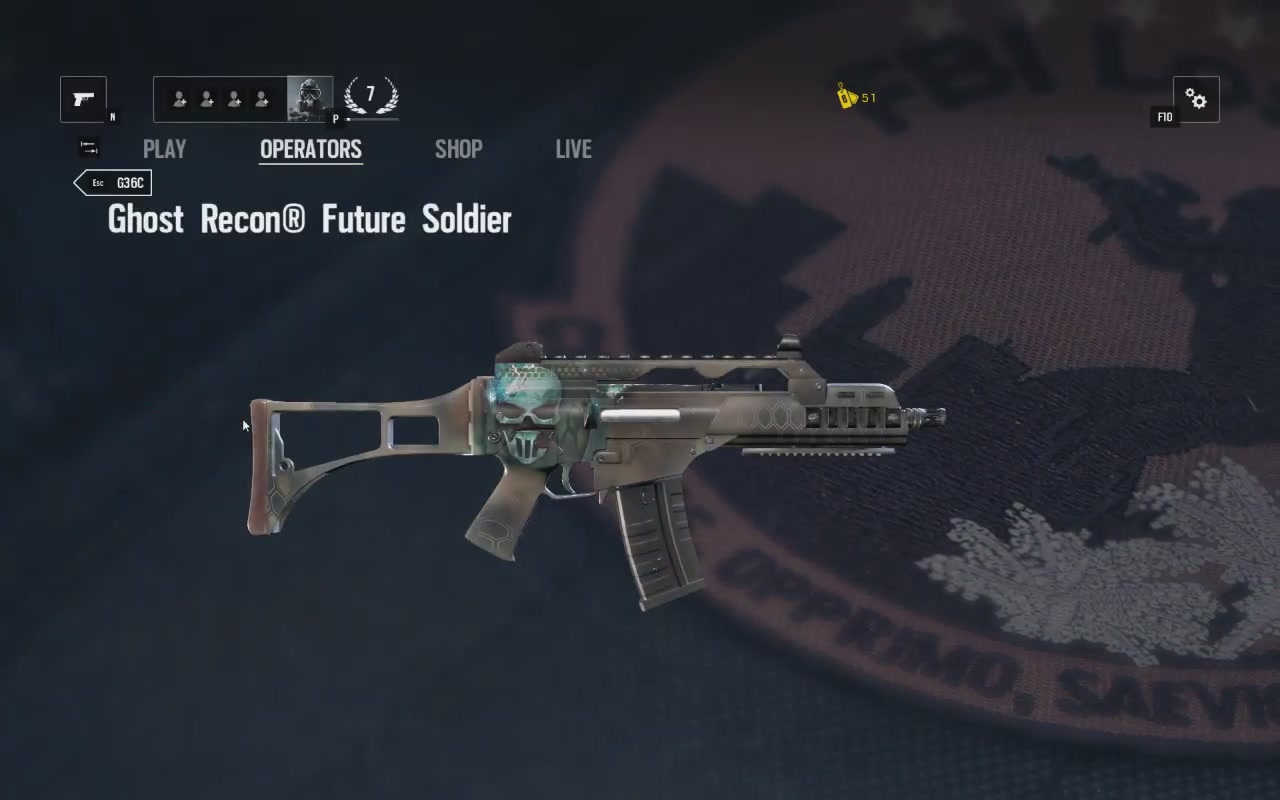 N
P
7
51
F10
PLAY
OPERATORS
SHOP
LIVE
Esc G36C
Ghost Recon® Future Soldier
FBI
OPPRIMO, SAEVI